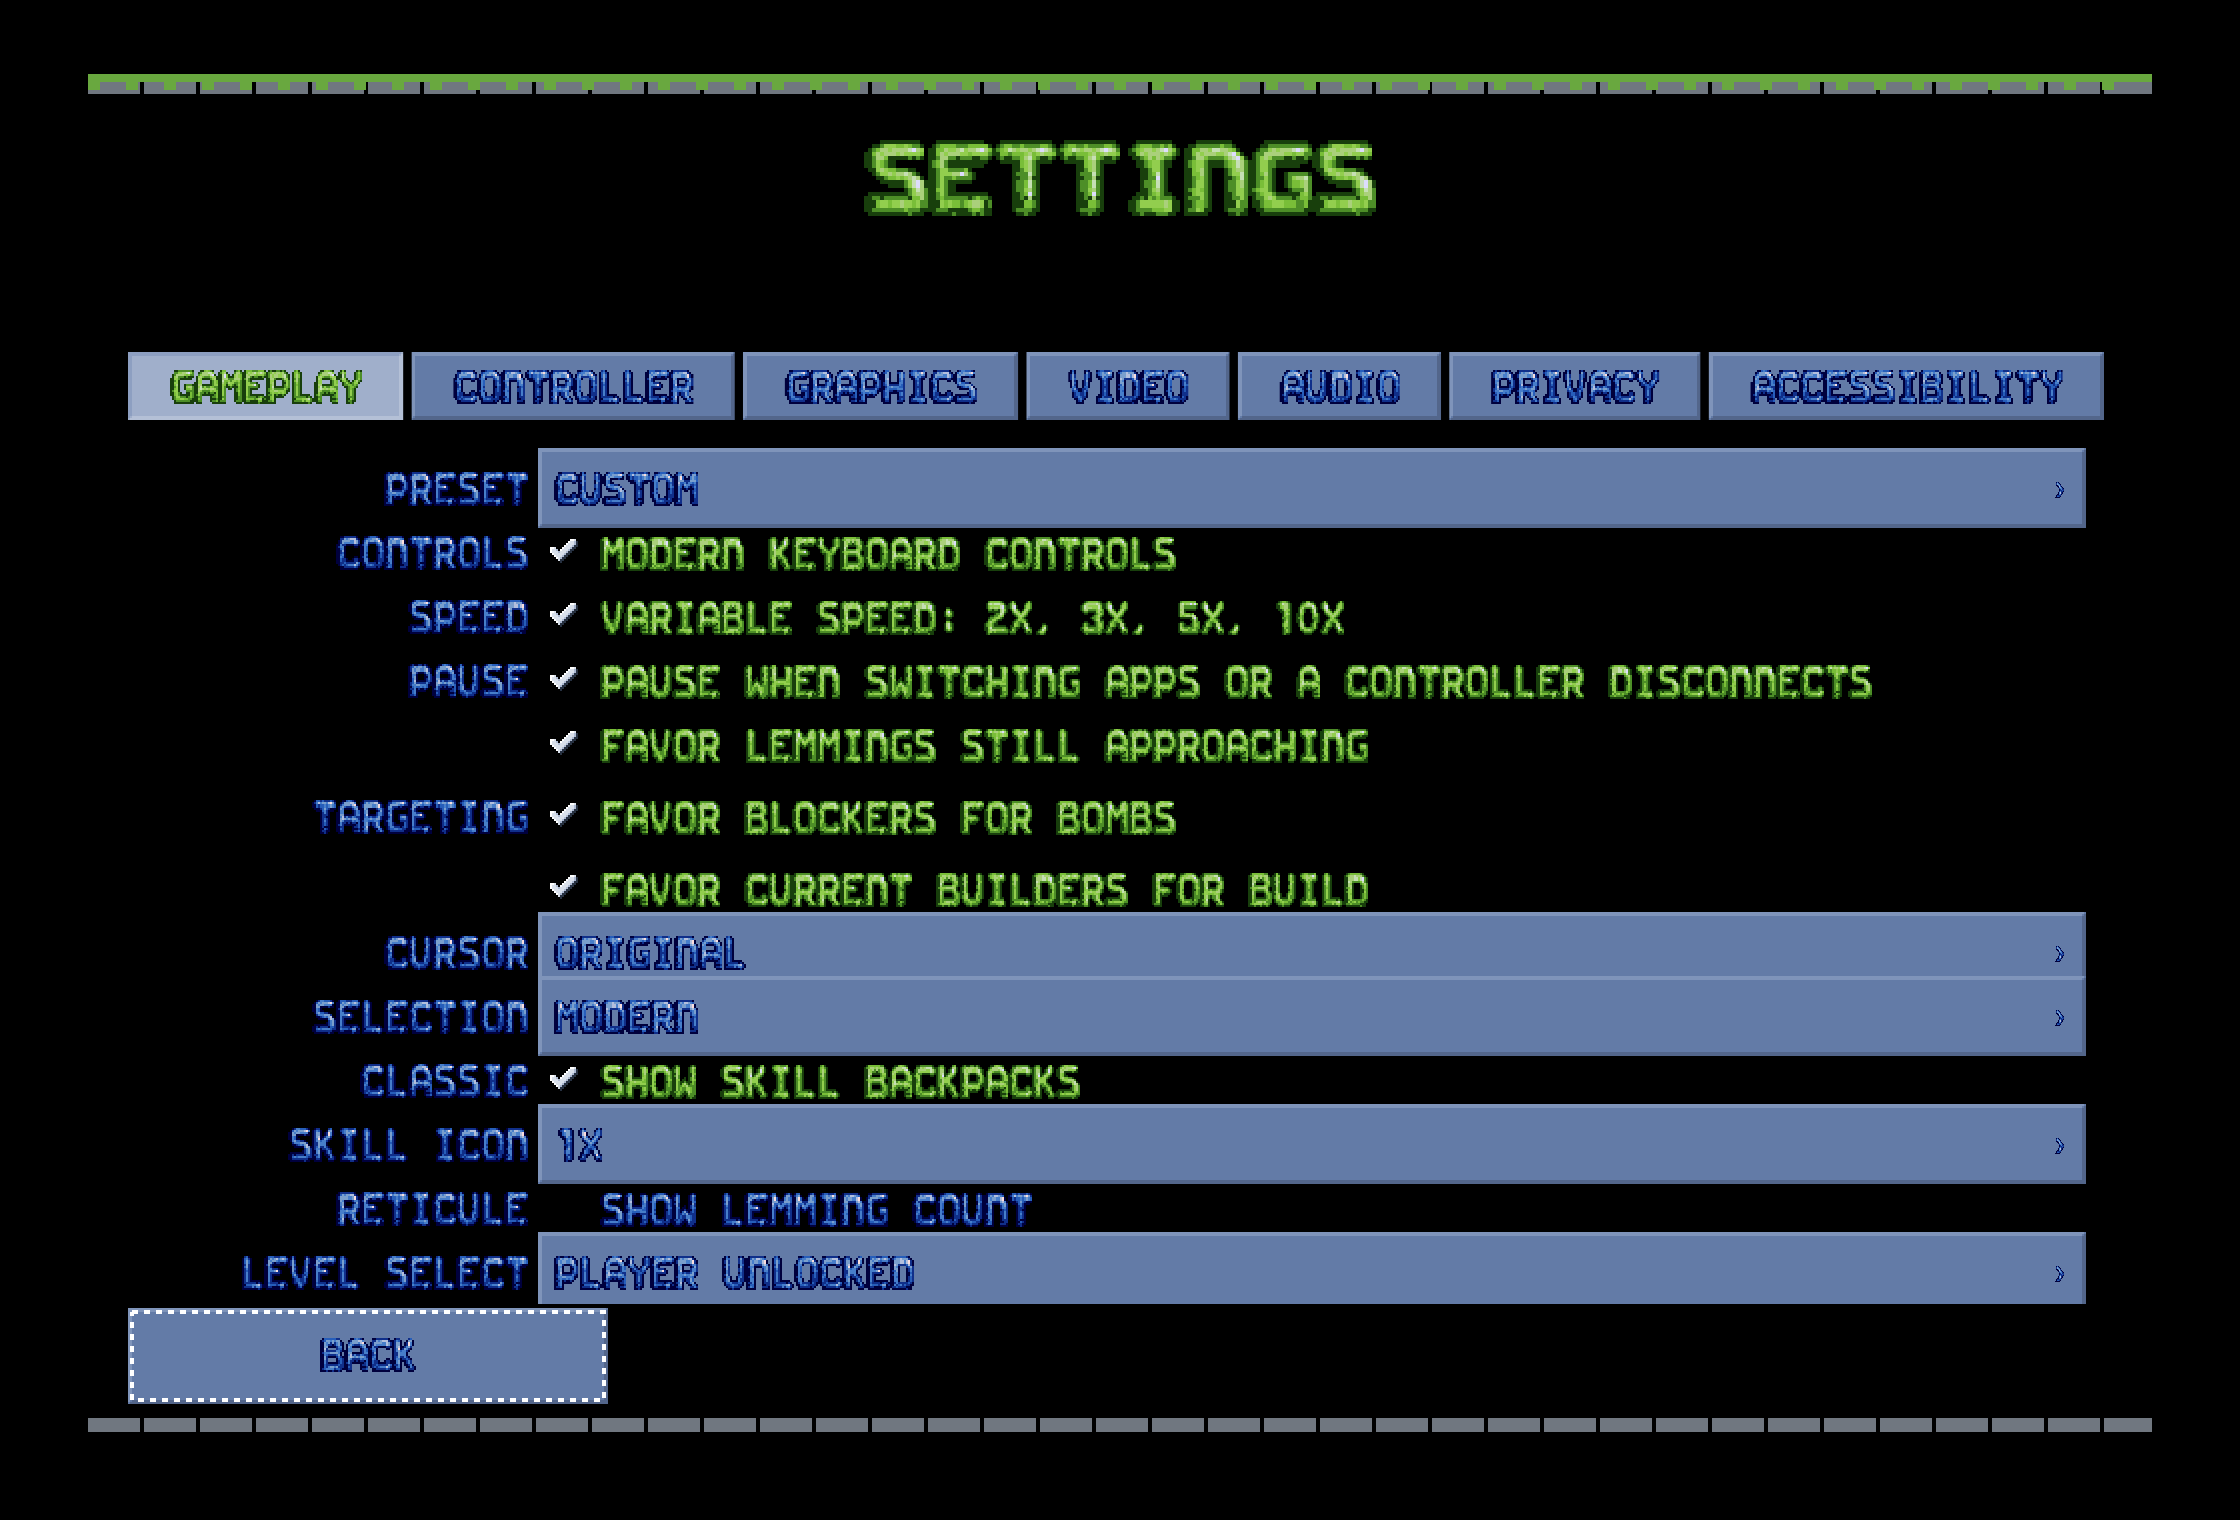 SETTINGS
GAMEPLAY CONTROLLER GRAPHICS VIDEO AUDIO PRIVACY ACCESSIBILITY
PRESET CUSTOM ›
CONTROLS ✓ MODERN KEYBOARD CONTROLS
SPEED ✓ VARIABLE SPEED: 2X, 3X, 5X, 10X
PAUSE ✓ PAUSE WHEN SWITCHING APPS OR A CONTROLLER DISCONNECTS
✓ FAVOR LEMMINGS STILL APPROACHING
TARGETING ✓ FAVOR BLOCKERS FOR BOMBS
✓ FAVOR CURRENT BUILDERS FOR BUILD
CURSOR ORIGINAL ›
SELECTION MODERN ›
CLASSIC ✓ SHOW SKILL BACKPACKS
SKILL ICON 1X ›
RETICULE SHOW LEMMING COUNT
LEVEL SELECT PLAYER UNLOCKED ›
BACK